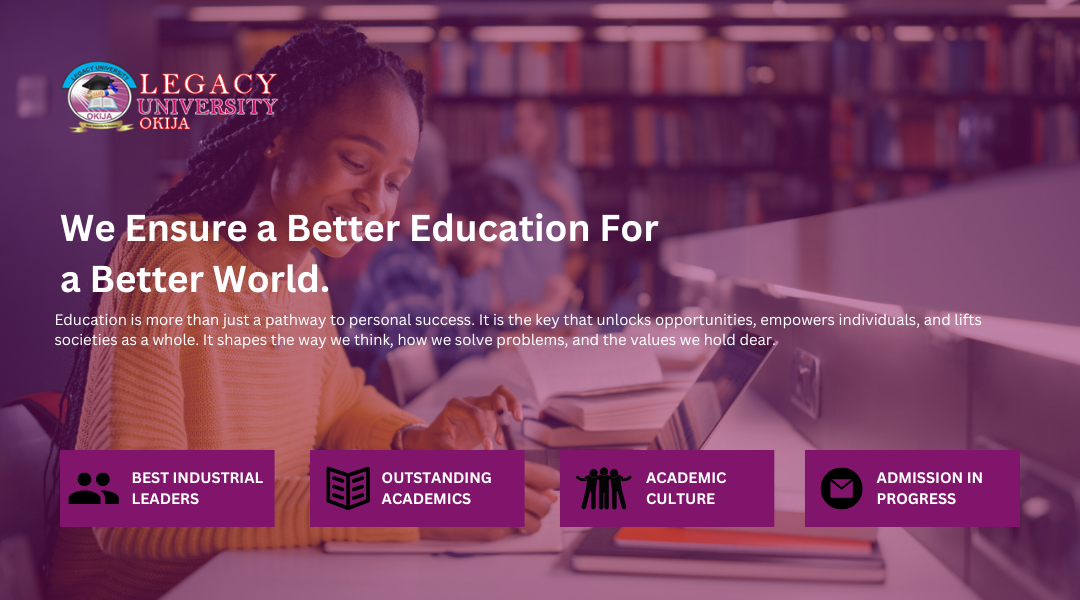 LEGACY UNIVERSITY
OKIJA
LEGACY
UNIVERSITY
OKIJA
We Ensure a Better Education For
a Better World.
Education is more than just a pathway to personal success. It is the key that unlocks opportunities, empowers individuals, and lifts
societies as a whole. It shapes the way we think, how we solve problems, and the values we hold dear.
BEST INDUSTRIAL
LEADERS
OUTSTANDING
ACADEMICS
ACADEMIC
CULTURE
ADMISSION IN
PROGRESS